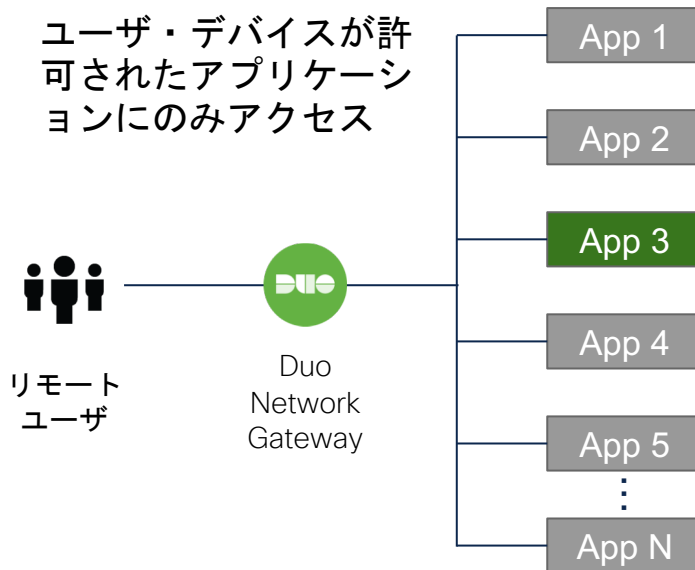 ユーザ・デバイスが許
可されたアプリケーシ
ョンにのみアクセス
App 1
App 2
App 3
App 4
App 5
⋮
App N
DUO
Duo
Network
Gateway
リモート
ユーザ